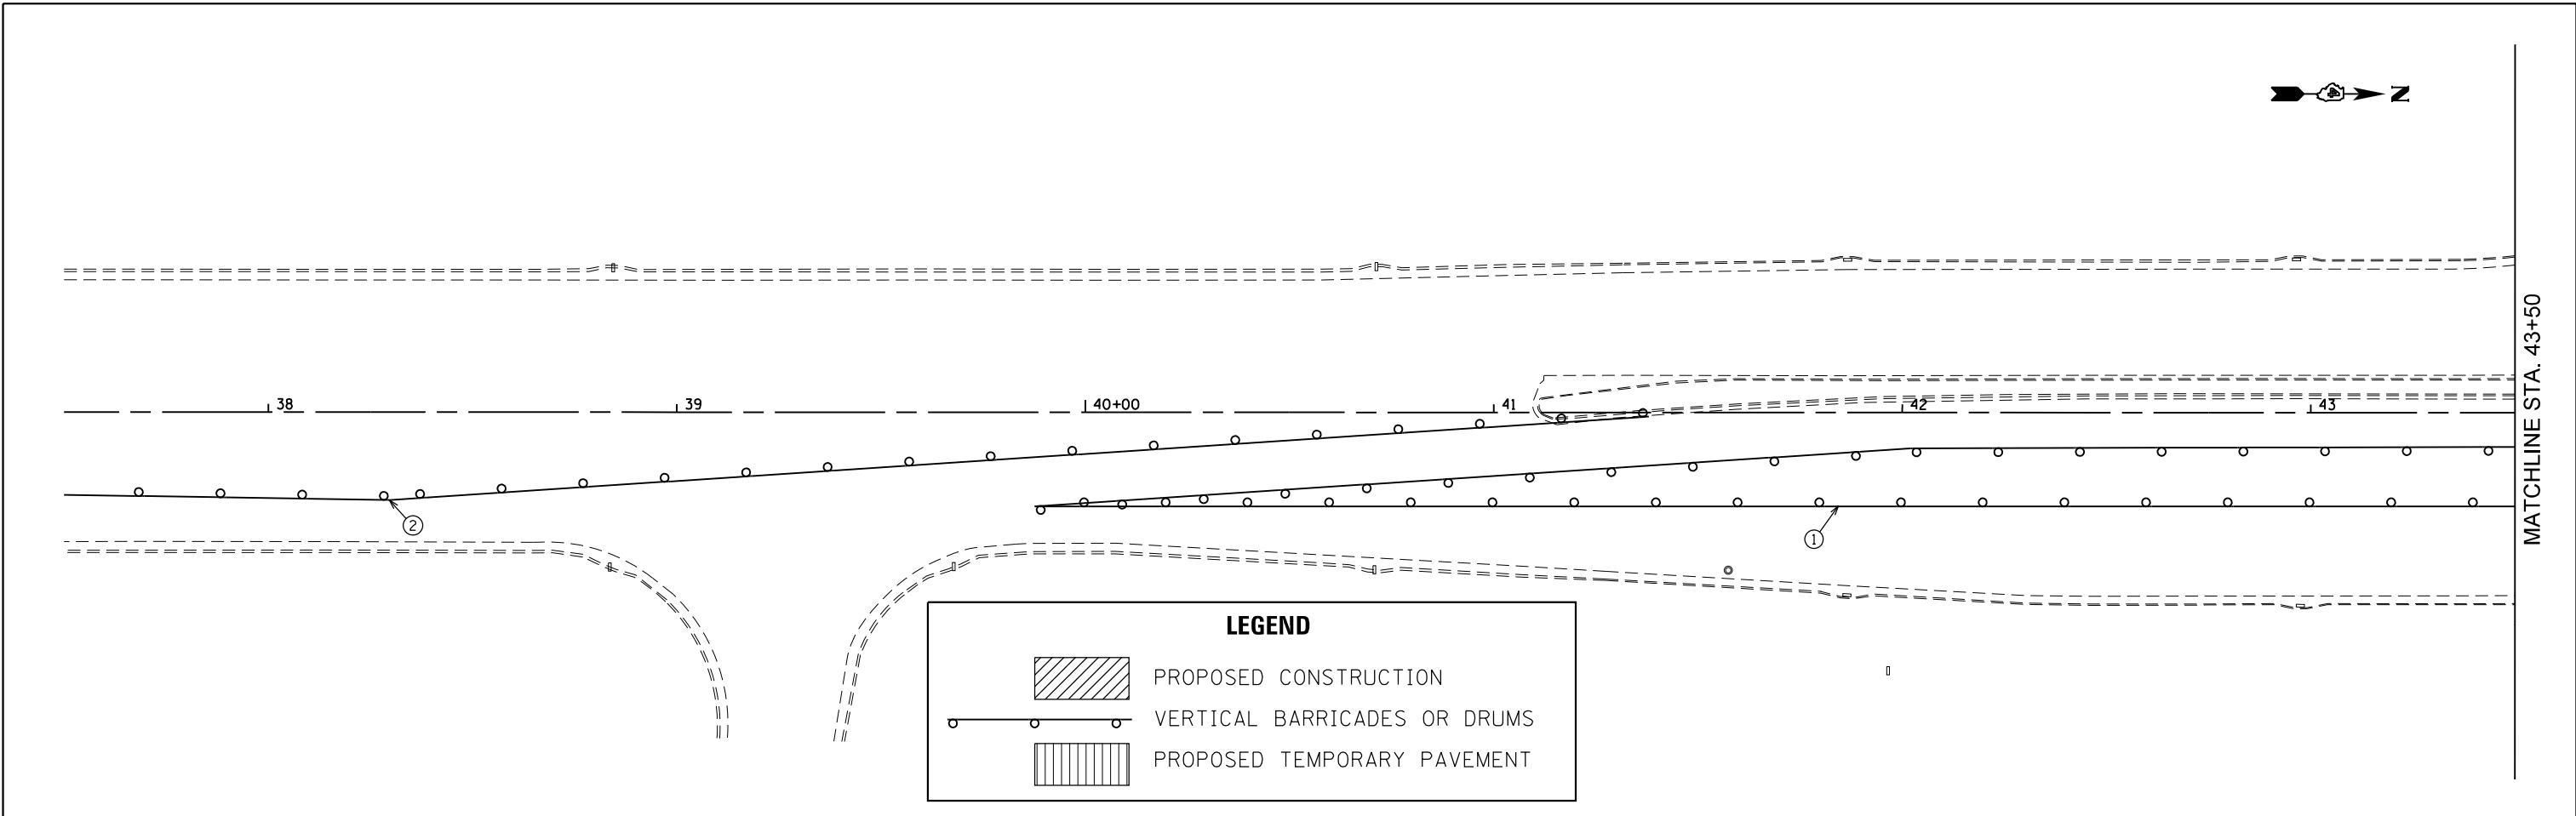 N
MATCHLINE STA. 43+50
38
39
40+00
41
42
43
2
1
LEGEND
PROPOSED CONSTRUCTION
VERTICAL BARRICADES OR DRUMS
PROPOSED TEMPORARY PAVEMENT